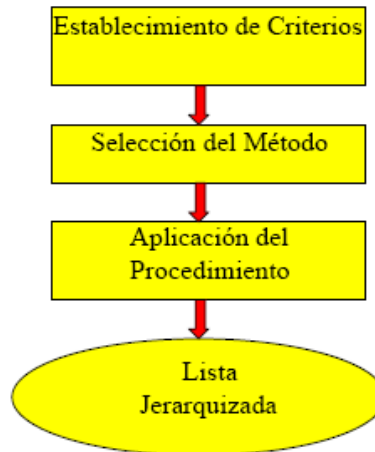 Establecimiento de Criterios
Selección del Método
Aplicación del
Procedimiento
Lista
Jerarquizada